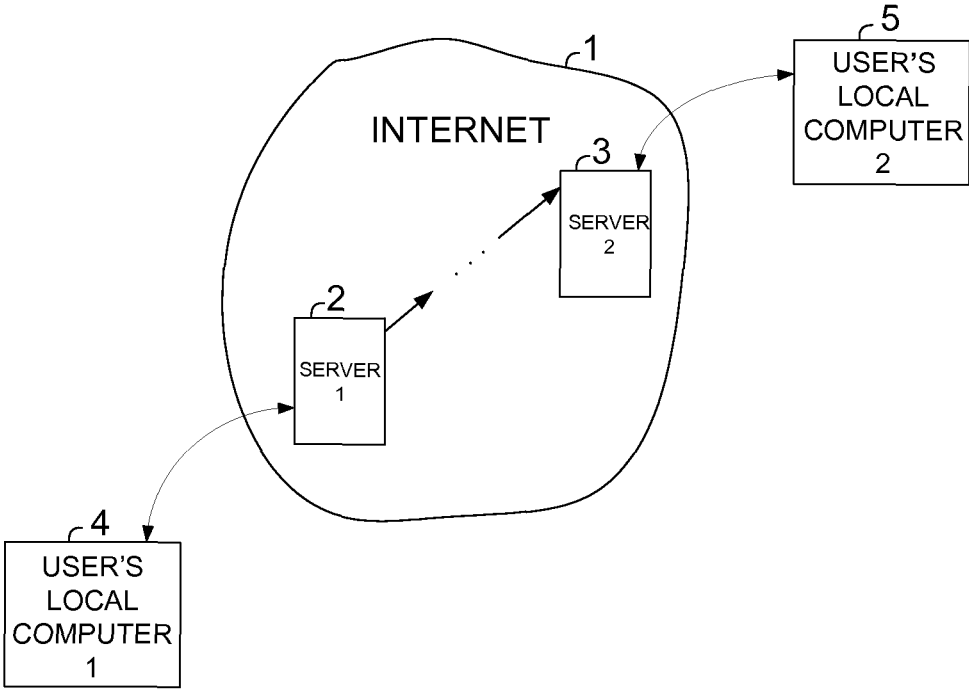 1
5
USER'S
LOCAL
COMPUTER
2
INTERNET
3
SERVER
2
2
SERVER
1
4
USER'S
LOCAL
COMPUTER
1